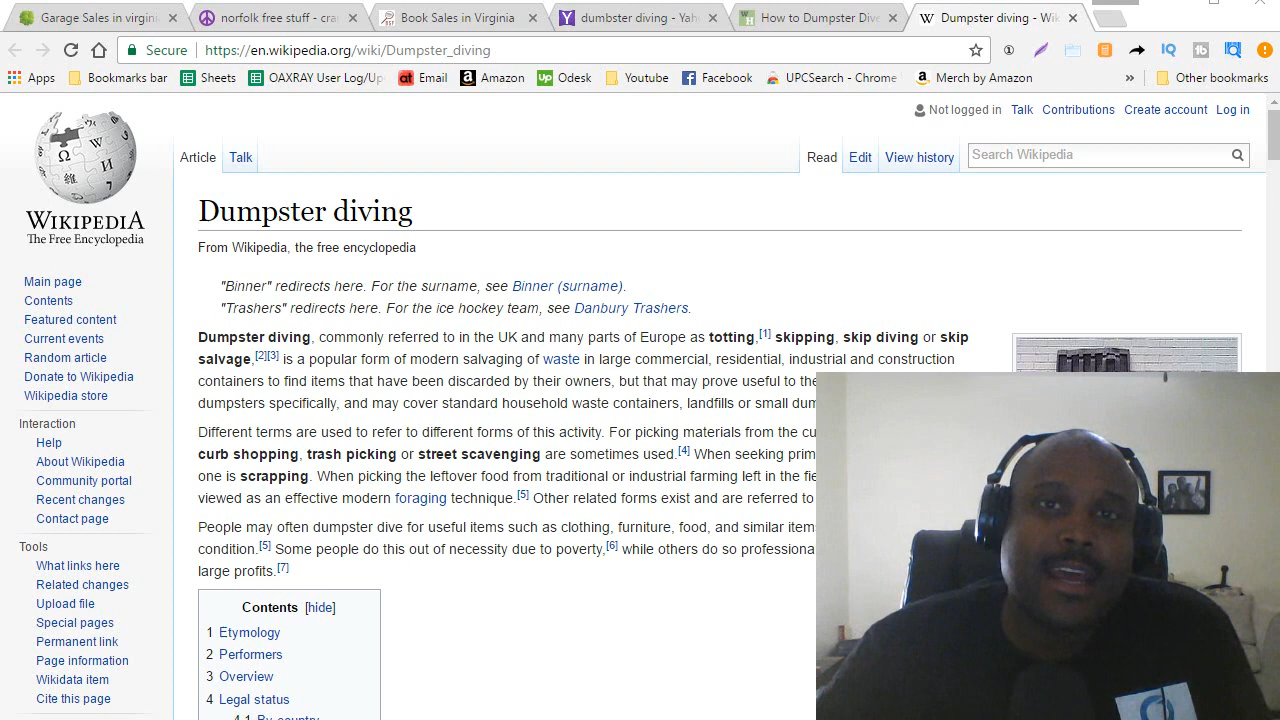 Garage Sales in virgini
norfolk free stuff - crai
Book Sales in Virginia
dumbster diving - Yah
How to Dumpster Dive
Dumpster diving - Wik
Secure
https://en.wikipedia.org/wiki/Dumpster_diving
Apps
Bookmarks bar
Sheets
OAXRAY User Log/Up
Email
Amazon
Odesk
Youtube
Facebook
UPCSearch - Chrome
Merch by Amazon
»
Other bookmarks
Not logged in Talk Contributions Create account Log in
Article Talk
Read Edit View history
Search Wikipedia
WIKIPEDIA
The Free Encyclopedia
Main page
Contents
Featured content
Current events
Random article
Donate to Wikipedia
Wikipedia store
Interaction
Help
About Wikipedia
Community portal
Recent changes
Contact page
Tools
What links here
Related changes
Upload file
Special pages
Permanent link
Page information
Wikidata item
Cite this page
Dumpster diving
From Wikipedia, the free encyclopedia
"Binner" redirects here. For the surname, see Binner (surname).
"Trashers" redirects here. For the ice hockey team, see Danbury Trashers.
Dumpster diving, commonly referred to in the UK and many parts of Europe as totting,[1] skipping, skip diving or skip
salvage,[2][3] is a popular form of modern salvaging of waste in large commercial, residential, industrial and construction
containers to find items that have been discarded by their owners, but that may prove useful to the
dumpsters specifically, and may cover standard household waste containers, landfills or small dum
Different terms are used to refer to different forms of this activity. For picking materials from the cu
curb shopping, trash picking or street scavenging are sometimes used.[4] When seeking prim
one is scrapping. When picking the leftover food from traditional or industrial farming left in the fie
viewed as an effective modern foraging technique.[5] Other related forms exist and are referred to
People may often dumpster dive for useful items such as clothing, furniture, food, and similar item
condition.[5] Some people do this out of necessity due to poverty,[6] while others do so professiona
large profits.[7]
Contents [hide]
1 Etymology
2 Performers
3 Overview
4 Legal status
4.1 By country